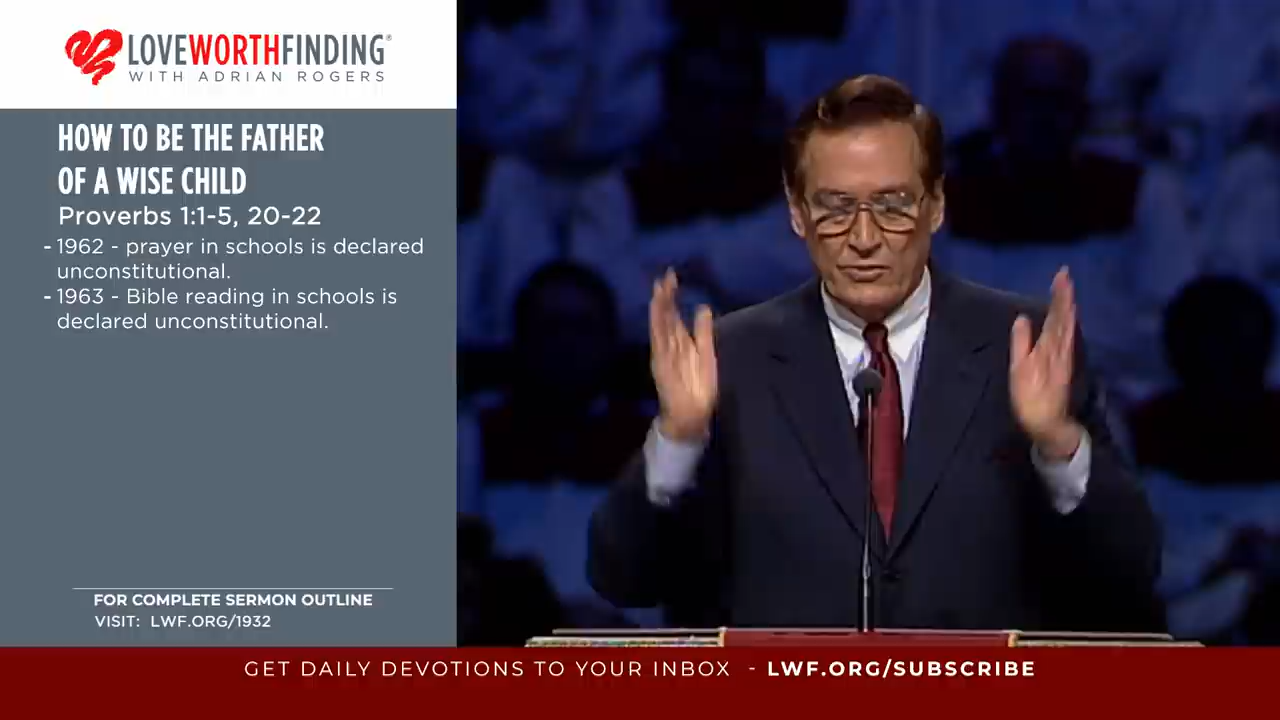 LOVEWORTHFINDING®
WITH ADRIAN ROGERS
HOW TO BE THE FATHER
OF A WISE CHILD
Proverbs 1:1-5, 20-22
- 1962 - prayer in schools is declared
unconstitutional.
- 1963 - Bible reading in schools is
declared unconstitutional.
FOR COMPLETE SERMON OUTLINE
VISIT: LWF.ORG/1932
GET DAILY DEVOTIONS TO YOUR INBOX - LWF.ORG/SUBSCRIBE